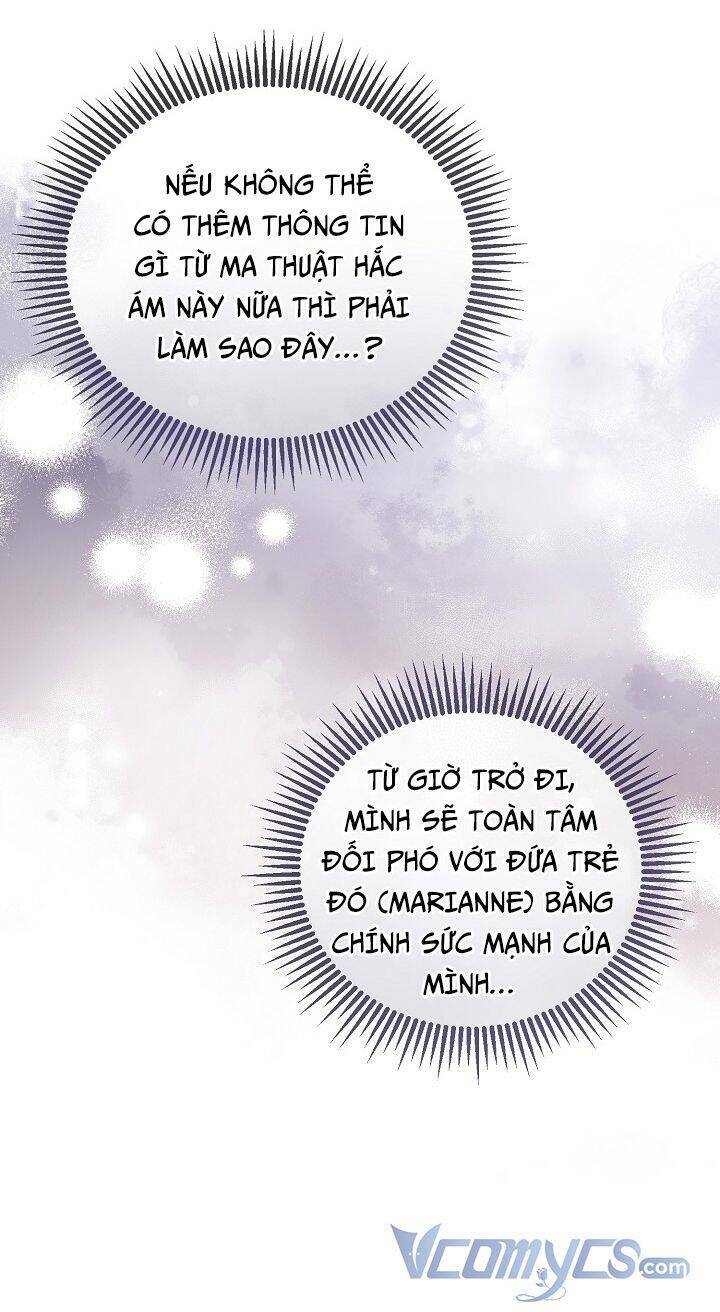 NẾU KHÔNG THỂ
CÓ THÊM THÔNG TIN
GÌ TỪ MA THUẬT HẮC
ÁM NÀY NỮA THÌ PHẢI
LÀM SAO ĐÂY...?
TỪ GIỜ TRỞ ĐI,
MÌNH SẼ TOÀN TÂM
ĐỐI PHÓ VỚI ĐỨA TRẺ
ĐÓ (MARIANNE) BẰNG
CHÍNH SỨC MẠNH CỦA
MÌNH...
VCOMYCS.com